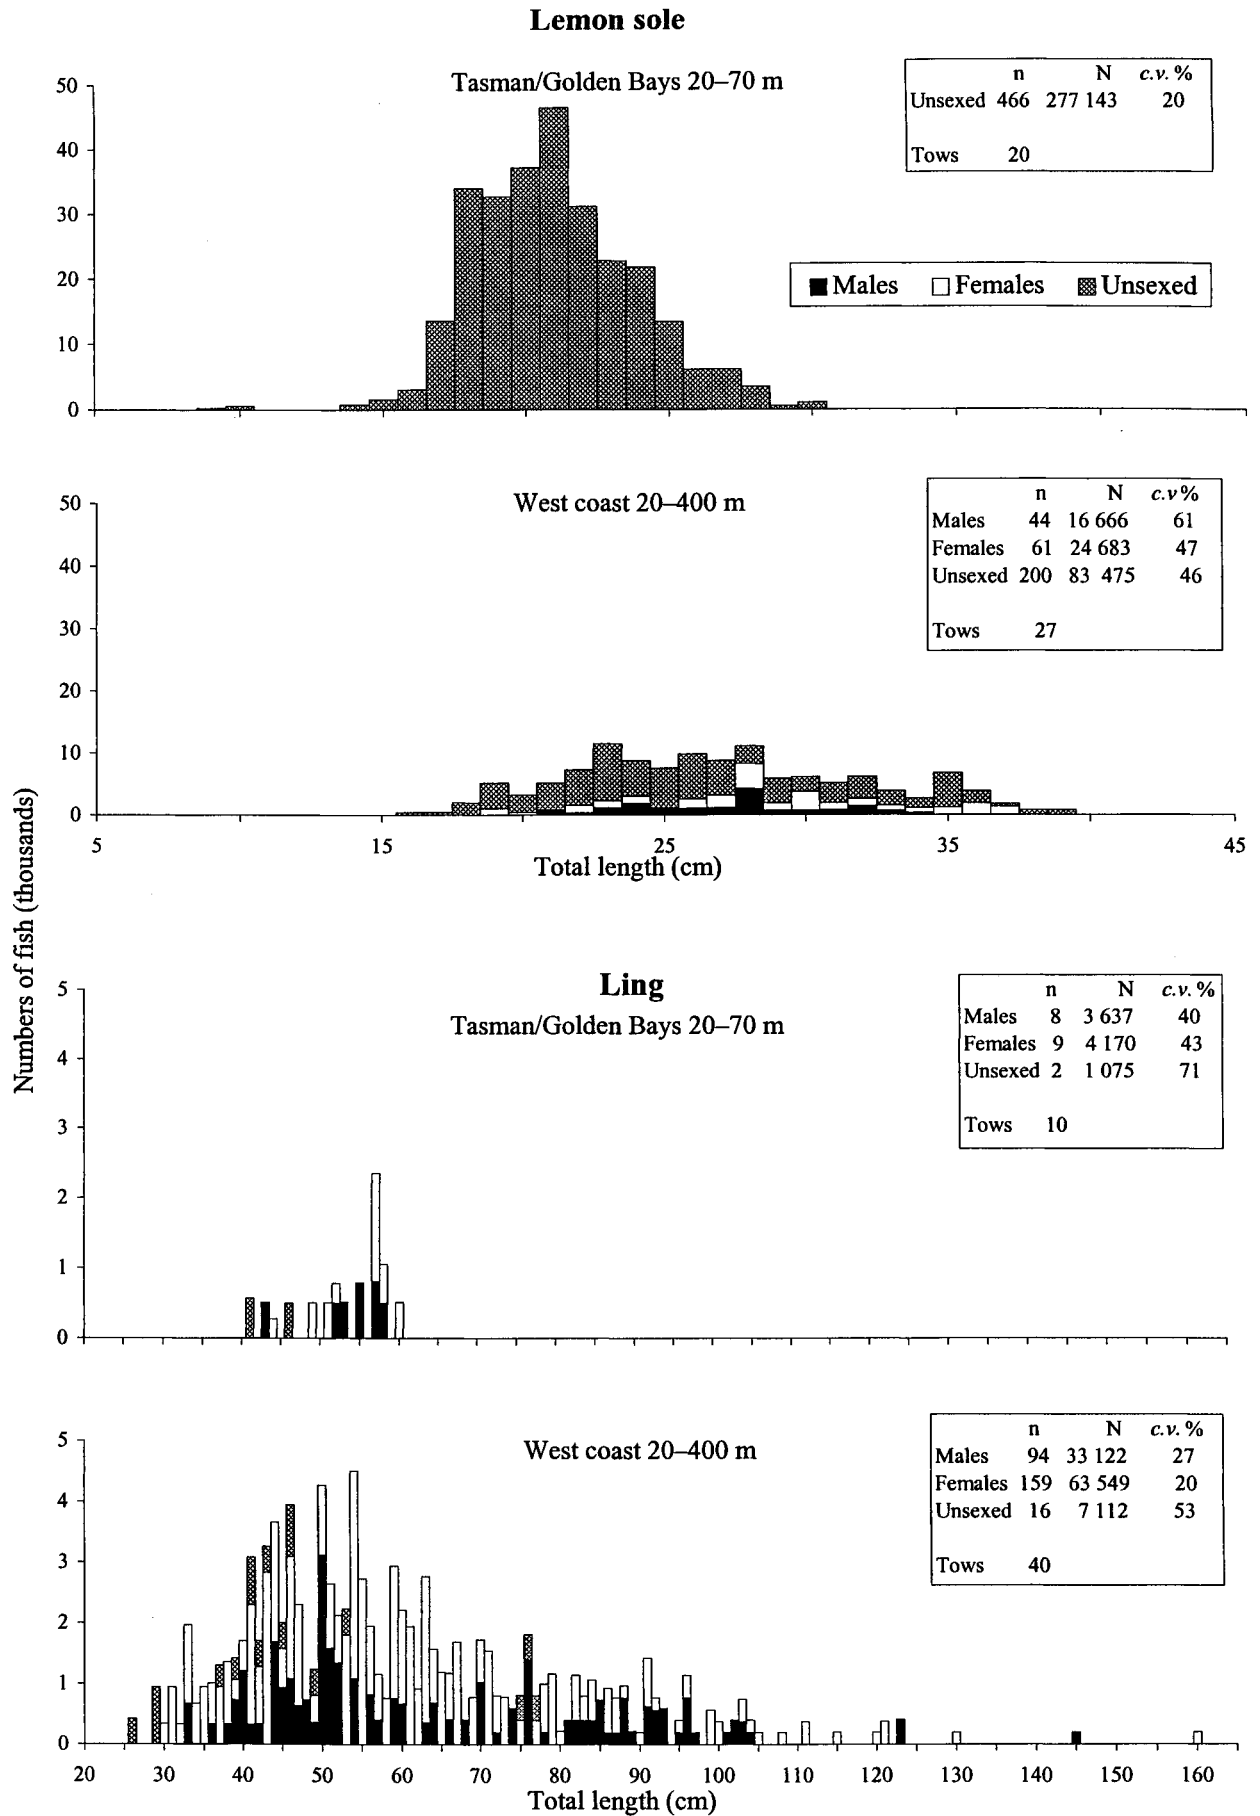 Lemon sole
Tasman/Golden Bays 20–70 m
n N c.v. %
Unsexed 466 277 143 20
Tows 20
Males Females Unsexed
50
40
30
20
10
0
West coast 20–400 m
n N c.v%
Males 44 16 666 61
Females 61 24 683 47
Unsexed 200 83 475 46
Tows 27
50
40
30
20
10
0
5 15 25 35 45
Total length (cm)
Numbers of fish (thousands)
Ling
Tasman/Golden Bays 20–70 m
n N c.v. %
Males 8 3 637 40
Females 9 4 170 43
Unsexed 2 1 075 71
Tows 10
5
4
3
2
1
0
West coast 20–400 m
n N c.v. %
Males 94 33 122 27
Females 159 63 549 20
Unsexed 16 7 112 53
Tows 40
5
4
3
2
1
0
20 30 40 50 60 70 80 90 100 110 120 130 140 150 160
Total length (cm)